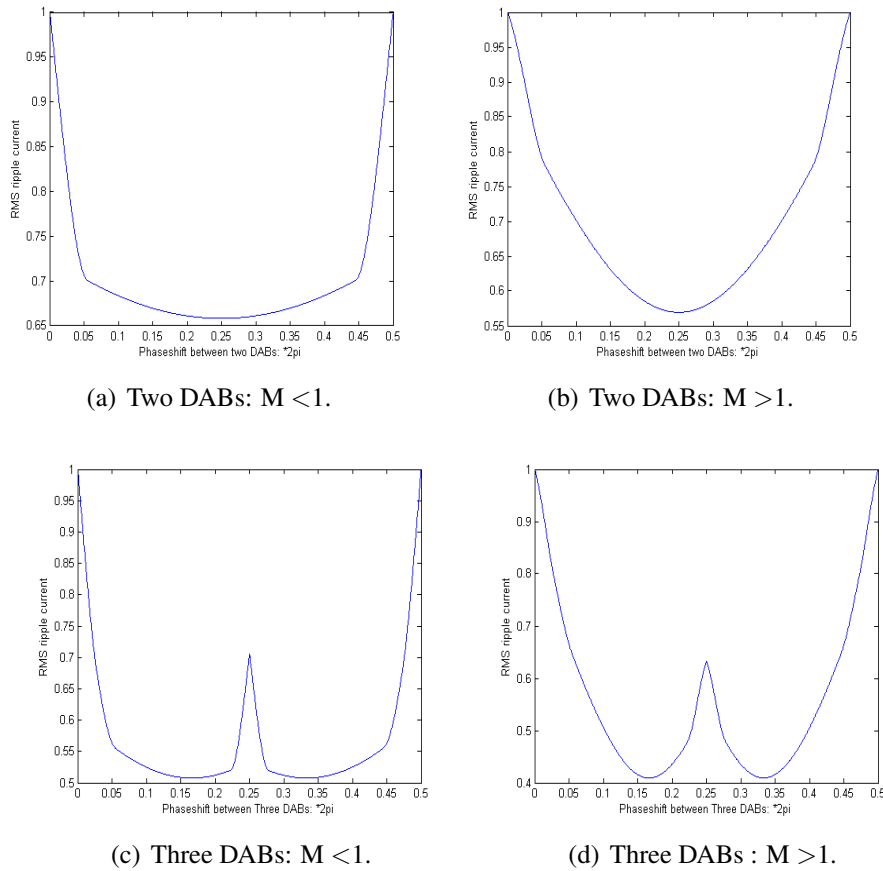 1
0.95
0.9
0.85
0.8
0.75
0.7
0.65
RMS ripple current
0 0.05 0.1 0.15 0.2 0.25 0.3 0.35 0.4 0.45 0.5
Phaseshift between two DABs: *2pi
(a) Two DABs: M <1.
1
0.95
0.9
0.85
0.8
0.75
0.7
0.65
0.6
0.55
RMS ripple current
0 0.05 0.1 0.15 0.2 0.25 0.3 0.35 0.4 0.45 0.5
Phaseshift between two DABs: *2pi
(b) Two DABs: M >1.
1
0.95
0.9
0.85
0.8
0.75
0.7
0.65
0.6
0.55
0.5
RMS ripple current
0 0.05 0.1 0.15 0.2 0.25 0.3 0.35 0.4 0.45 0.5
Phaseshift between Three DABs: *2pi
(c) Three DABs: M <1.
1
0.9
0.8
0.7
0.6
0.5
0.4
RMS ripple current
0 0.05 0.1 0.15 0.2 0.25 0.3 0.35 0.4 0.45 0.5
Phaseshift between Three DABs: *2pi
(d) Three DABs : M >1.